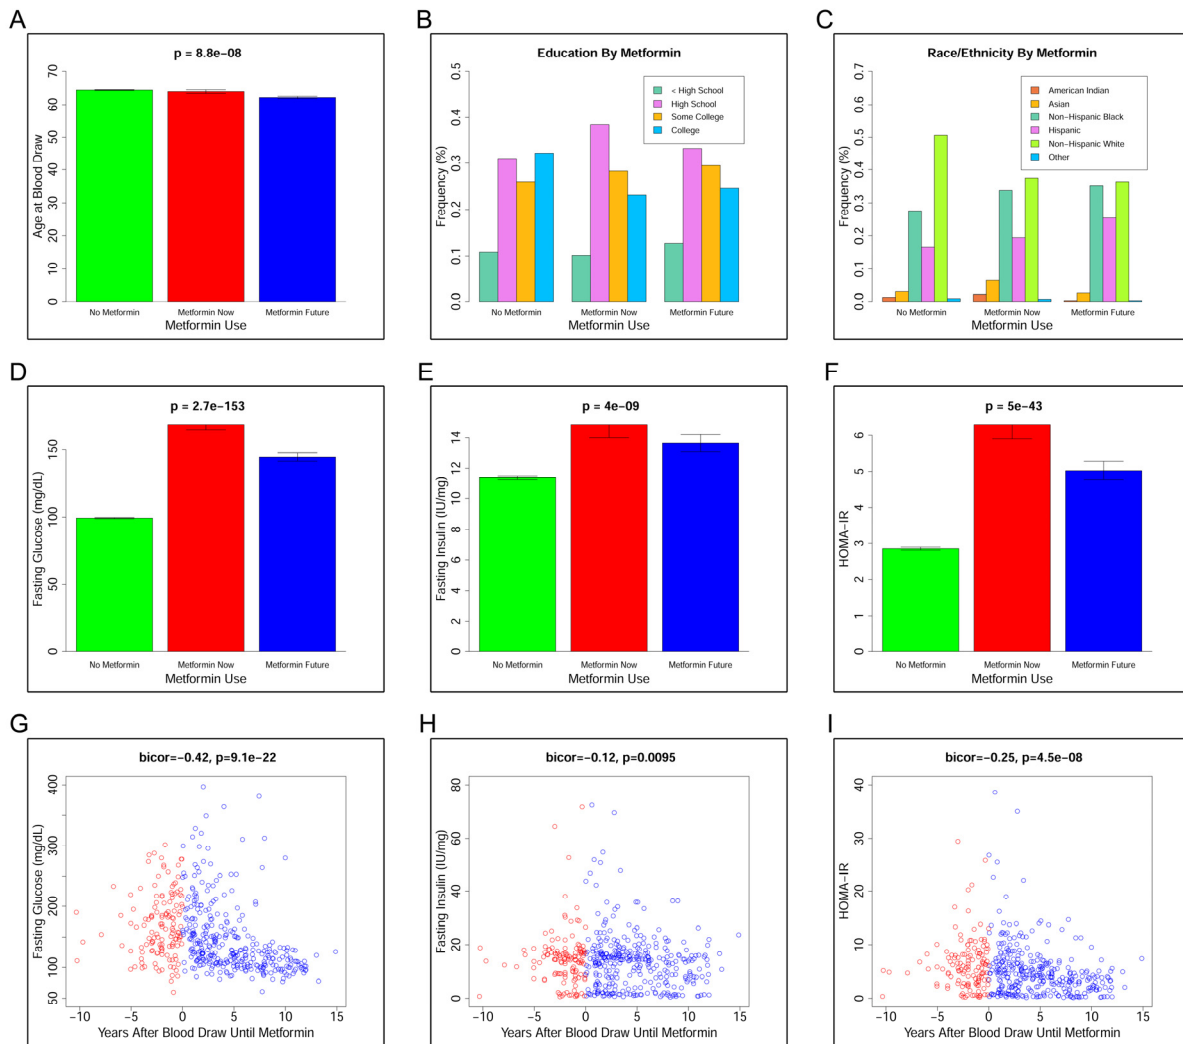 A
p = 8.8e−08
Age at Blood Draw
0 10 20 30 40 50 60 70
No Metformin Metformin Now Metformin Future
Metformin Use
B
Education By Metformin
Frequency (%)
0.0 0.1 0.2 0.3 0.4 0.5
< High School
High School
Some College
College
No Metformin Metformin Now Metformin Future
Metformin Use
C
Race/Ethnicity By Metformin
Frequency (%)
0.0 0.1 0.2 0.3 0.4 0.5 0.6 0.7
American Indian
Asian
Non−Hispanic Black
Hispanic
Non−Hispanic White
Other
No Metformin Metformin Now Metformin Future
Metformin Use
D
p = 2.7e−153
Fasting Glucose (mg/dL)
0 50 100 150
No Metformin Metformin Now Metformin Future
Metformin Use
E
p = 4e−09
Fasting Insulin (IU/mg)
0 2 4 6 8 10 12 14
No Metformin Metformin Now Metformin Future
Metformin Use
F
p = 5e−43
HOMA−IR
0 1 2 3 4 5 6
No Metformin Metformin Now Metformin Future
Metformin Use
G
bicor=−0.42, p=9.1e−22
Fasting Glucose (mg/dL)
50 100 200 300 400
−10 −5 0 5 10 15
Years After Blood Draw Until Metformin
H
bicor=−0.12, p=0.0095
Fasting Insulin (IU/mg)
0 20 40 60 80
−10 −5 0 5 10 15
Years After Blood Draw Until Metformin
I
bicor=−0.25, p=4.5e−08
HOMA−IR
0 10 20 30 40
−10 −5 0 5 10 15
Years After Blood Draw Until Metformin